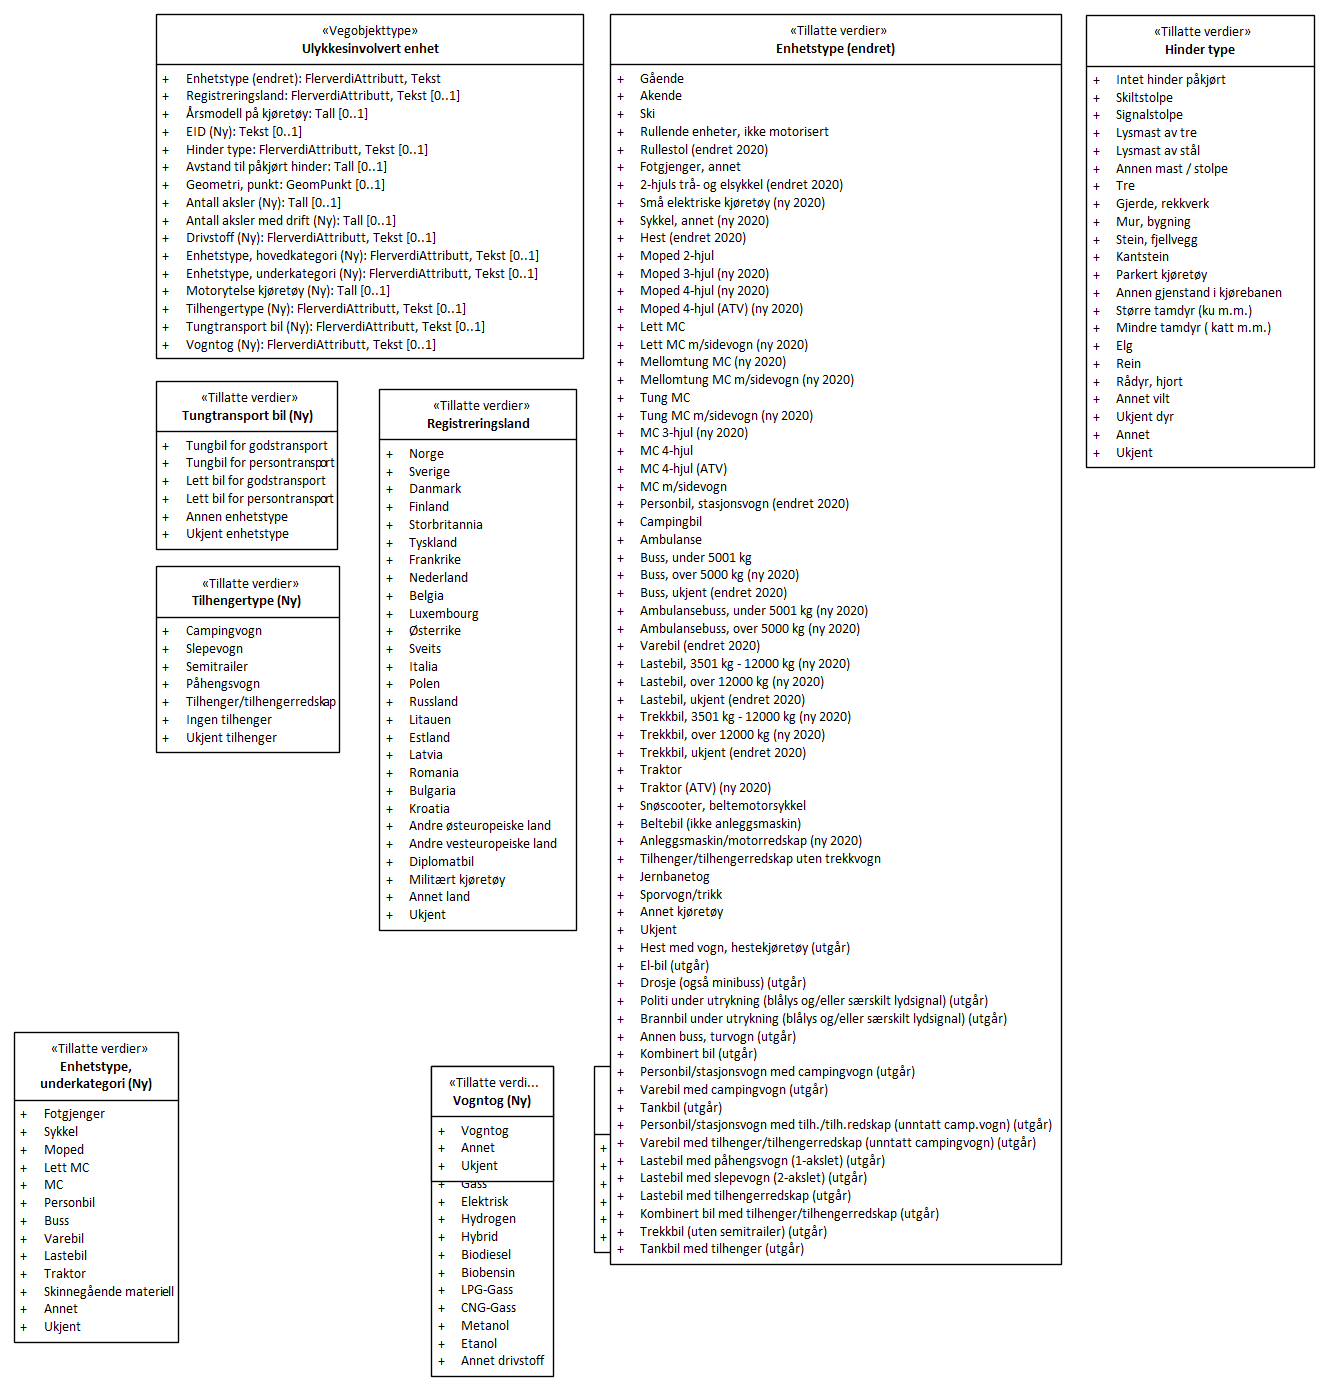 «Vegobjekttype»
Ulykkesinvolvert enhet
+ Enhetstype (endret): FlerverdiAttributt, Tekst
+ Registreringsland: FlerverdiAttributt, Tekst [0..1]
+ Årsmodell på kjøretøy: Tall [0..1]
+ EID (Ny): Tekst [0..1]
+ Hinder type: FlerverdiAttributt, Tekst [0..1]
+ Avstand til påkjørt hinder: Tall [0..1]
+ Geometri, punkt: GeomPunkt [0..1]
+ Antall aksler (Ny): Tall [0..1]
+ Antall aksler med drift (Ny): Tall [0..1]
+ Drivstoff (Ny): FlerverdiAttributt, Tekst [0..1]
+ Enhetstype, hovedkategori (Ny): FlerverdiAttributt, Tekst [0..1]
+ Enhetstype, underkategori (Ny): FlerverdiAttributt, Tekst [0..1]
+ Motorytelse kjøretøy (Ny): Tall [0..1]
+ Tilhengertype (Ny): FlerverdiAttributt, Tekst [0..1]
+ Tungtransport bil (Ny): FlerverdiAttributt, Tekst [0..1]
+ Vogntog (Ny): FlerverdiAttributt, Tekst [0..1]
«Tillatte verdier»
Tungtransport bil (Ny)
+ Tungbil for godstransport
+ Tungbil for persontransport
+ Lett bil for godstransport
+ Lett bil for persontransport
+ Annen enhetstype
+ Ukjent enhetstype
«Tillatte verdier»
Tilhengertype (Ny)
+ Campingvogn
+ Slepevogn
+ Semitrailer
+ Påhengsvogn
+ Tilhenger/tilhengerredskap
+ Ingen tilhenger
+ Ukjent tilhenger
«Tillatte verdier»
Registreringsland
+ Norge
+ Sverige
+ Danmark
+ Finland
+ Storbritannia
+ Tyskland
+ Frankrike
+ Nederland
+ Belgia
+ Luxembourg
+ Østerrike
+ Sveits
+ Italia
+ Polen
+ Russland
+ Litauen
+ Estland
+ Latvia
+ Romania
+ Bulgaria
+ Kroatia
+ Andre østeuropeiske land
+ Andre vesteuropeiske land
+ Diplomatbil
+ Militært kjøretøy
+ Annet land
+ Ukjent
«Tillatte verdier»
Enhetstype,
underkategori (Ny)
+ Fotgjenger
+ Sykkel
+ Moped
+ Lett MC
+ MC
+ Personbil
+ Buss
+ Varebil
+ Lastebil
+ Traktor
+ Skinnegående materiell
+ Annet
+ Ukjent
«Tillatte verdi...
Vogntog (Ny)
+ Vogntog
+ Annet
+ Ukjent
+ Gass
+ Elektrisk
+ Hydrogen
+ Hybrid
+ Biodiesel
+ Biobensin
+ LPG-Gass
+ CNG-Gass
+ Metanol
+ Etanol
+ Annet drivstoff
+
+
+
+
+
+
«Tillatte verdier»
Enhetstype (endret)
+ Gående
+ Akende
+ Ski
+ Rullende enheter, ikke motorisert
+ Rullestol (endret 2020)
+ Fotgjenger, annet
+ 2-hjuls trå- og elsykkel (endret 2020)
+ Små elektriske kjøretøy (ny 2020)
+ Sykkel, annet (ny 2020)
+ Hest (endret 2020)
+ Moped 2-hjul
+ Moped 3-hjul (ny 2020)
+ Moped 4-hjul (ny 2020)
+ Moped 4-hjul (ATV) (ny 2020)
+ Lett MC
+ Lett MC m/sidevogn (ny 2020)
+ Mellomtung MC (ny 2020)
+ Mellomtung MC m/sidevogn (ny 2020)
+ Tung MC
+ Tung MC m/sidevogn (ny 2020)
+ MC 3-hjul (ny 2020)
+ MC 4-hjul
+ MC 4-hjul (ATV)
+ MC m/sidevogn
+ Personbil, stasjonsvogn (endret 2020)
+ Campingbil
+ Ambulanse
+ Buss, under 5001 kg
+ Buss, over 5000 kg (ny 2020)
+ Buss, ukjent (endret 2020)
+ Ambulansebuss, under 5001 kg (ny 2020)
+ Ambulansebuss, over 5000 kg (ny 2020)
+ Varebil (endret 2020)
+ Lastebil, 3501 kg - 12000 kg (ny 2020)
+ Lastebil, over 12000 kg (ny 2020)
+ Lastebil, ukjent (endret 2020)
+ Trekkbil, 3501 kg - 12000 kg (ny 2020)
+ Trekkbil, over 12000 kg (ny 2020)
+ Trekkbil, ukjent (endret 2020)
+ Traktor
+ Traktor (ATV) (ny 2020)
+ Snøscooter, beltemotorsykkel
+ Beltebil (ikke anleggsmaskin)
+ Anleggsmaskin/motorredskap (ny 2020)
+ Tilhenger/tilhengerredskap uten trekkvogn
+ Jernbanetog
+ Sporvogn/trikk
+ Annet kjøretøy
+ Ukjent
+ Hest med vogn, hestekjøretøy (utgår)
+ El-bil (utgår)
+ Drosje (også minibuss) (utgår)
+ Politi under utrykning (blålys og/eller særskilt lydsignal) (utgår)
+ Brannbil under utrykning (blålys og/eller særskilt lydsignal) (utgår)
+ Annen buss, turvogn (utgår)
+ Kombinert bil (utgår)
+ Personbil/stasjonsvogn med campingvogn (utgår)
+ Varebil med campingvogn (utgår)
+ Tankbil (utgår)
+ Personbil/stasjonsvogn med tilh./tilh.redskap (unntatt camp.vogn) (utgår)
+ Varebil med tilhenger/tilhengerredskap (unntatt campingvogn) (utgår)
+ Lastebil med påhengsvogn (1-akslet) (utgår)
+ Lastebil med slepevogn (2-akslet) (utgår)
+ Lastebil med tilhengerredskap (utgår)
+ Kombinert bil med tilhenger/tilhengerredskap (utgår)
+ Trekkbil (uten semitrailer) (utgår)
+ Tankbil med tilhenger (utgår)
«Tillatte verdier»
Hinder type
+ Intet hinder påkjørt
+ Skiltstolpe
+ Signalstolpe
+ Lysmast av tre
+ Lysmast av stål
+ Annen mast / stolpe
+ Tre
+ Gjerde, rekkverk
+ Mur, bygning
+ Stein, fjellvegg
+ Kantstein
+ Parkert kjøretøy
+ Annen gjenstand i kjørebanen
+ Større tamdyr (ku m.m.)
+ Mindre tamdyr ( katt m.m.)
+ Elg
+ Rein
+ Rådyr, hjort
+ Annet vilt
+ Ukjent dyr
+ Annet
+ Ukjent